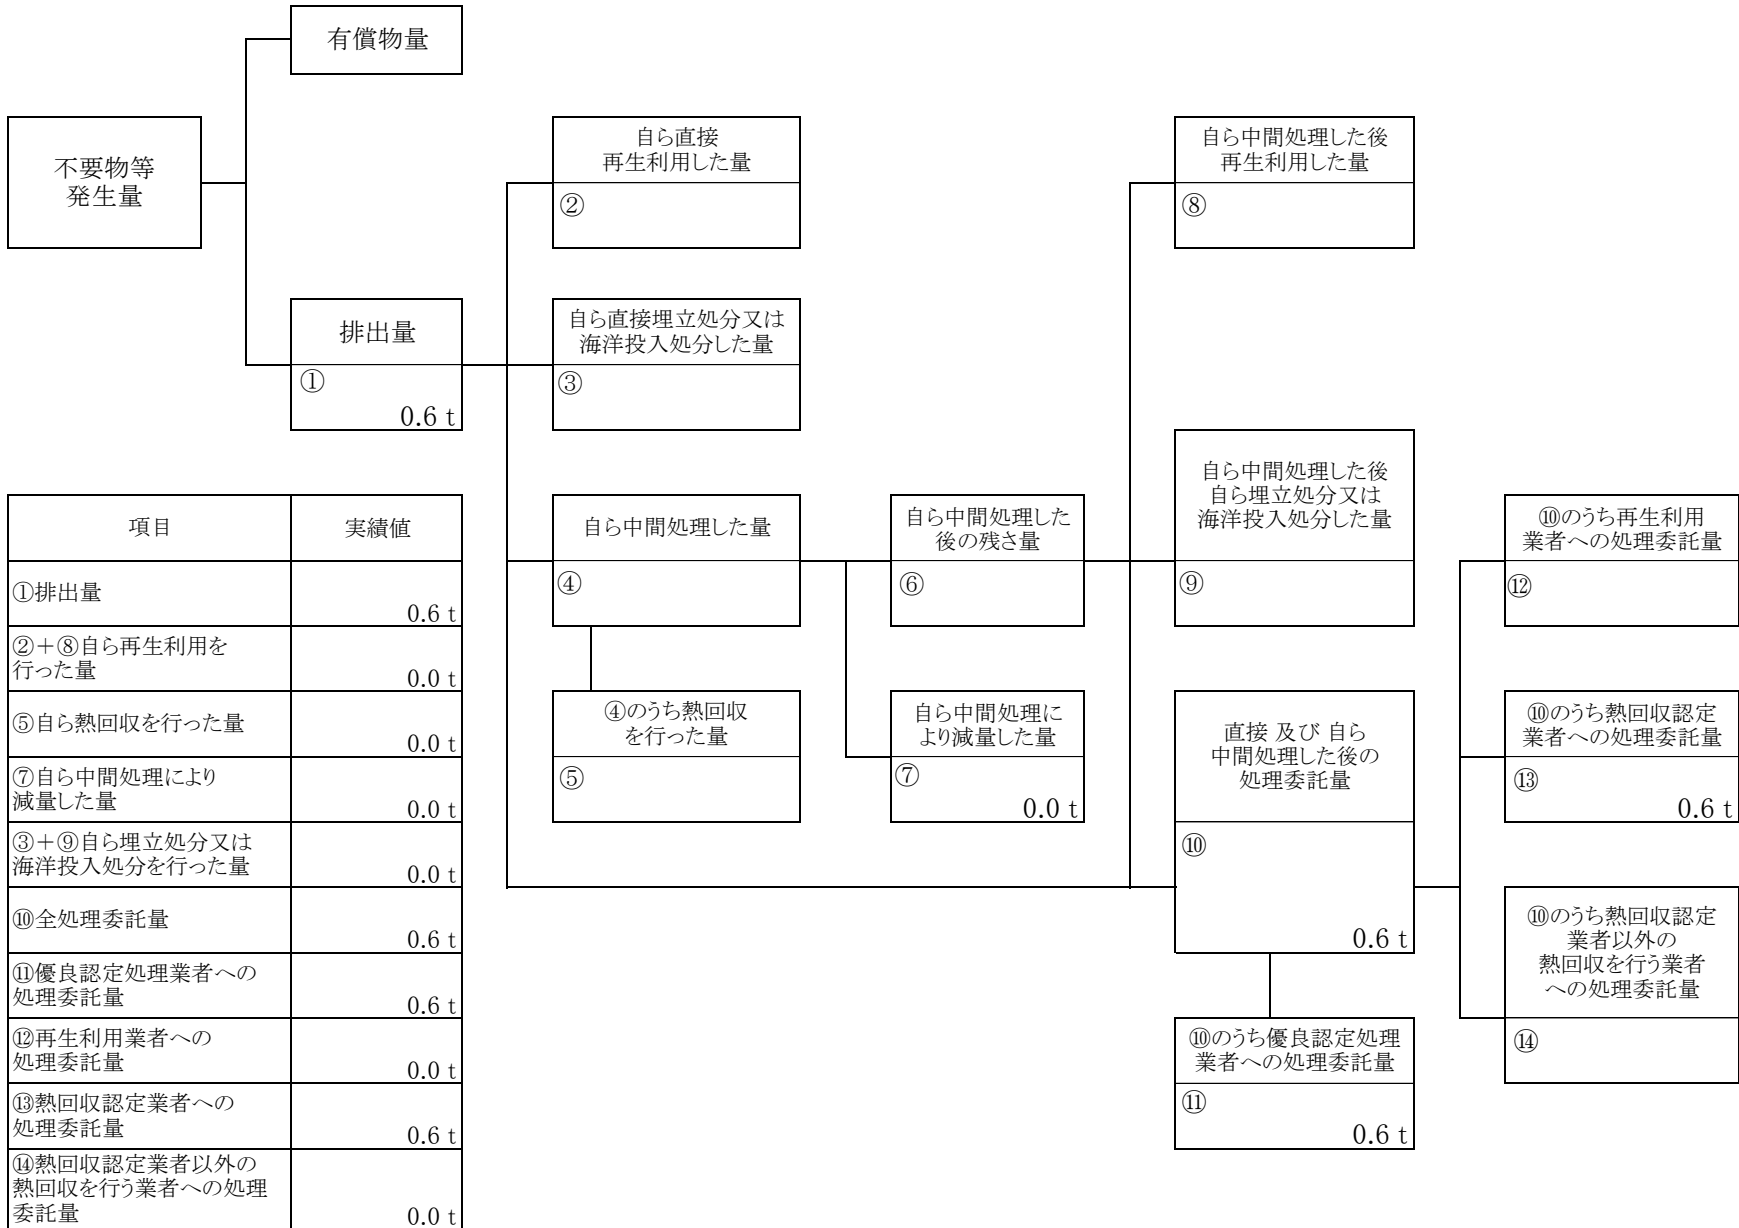 有償物量
不要物等
発生量
自ら直接
再生利用した量
②
自ら中間処理した後
再生利用した量
⑧
排出量
①
0.6 t
自ら直接埋立処分又は
海洋投入処分した量
③
自ら中間処理した量
④
自ら中間処理した
後の残さ量
⑥
自ら中間処理した後
自ら埋立処分又は
海洋投入処分した量
⑨
⑩のうち再生利用
業者への処理委託量
⑫
④のうち熱回収
を行った量
⑤
自ら中間処理に
より減量した量
⑦
0.0 t
直接 及び 自ら
中間処理した後の
処理委託量
⑩
0.6 t
⑩のうち熱回収認定
業者への処理委託量
⑬
0.6 t
⑩のうち熱回収認定
業者以外の
熱回収を行う業者
への処理委託量
⑭
⑩のうち優良認定処理
業者への処理委託量
⑪
0.6 t
項目 実績値
①排出量
0.6 t
②＋⑧自ら再生利用を
行った量
0.0 t
⑤自ら熱回収を行った量
0.0 t
⑦自ら中間処理により
減量した量
0.0 t
③＋⑨自ら埋立処分又は
海洋投入処分を行った量
0.0 t
⑩全処理委託量
0.6 t
⑪優良認定処理業者への
処理委託量
0.6 t
⑫再生利用業者への
処理委託量
0.0 t
⑬熱回収認定業者への
処理委託量
0.6 t
⑭熱回収認定業者以外の
熱回収を行う業者への処理
委託量
0.0 t